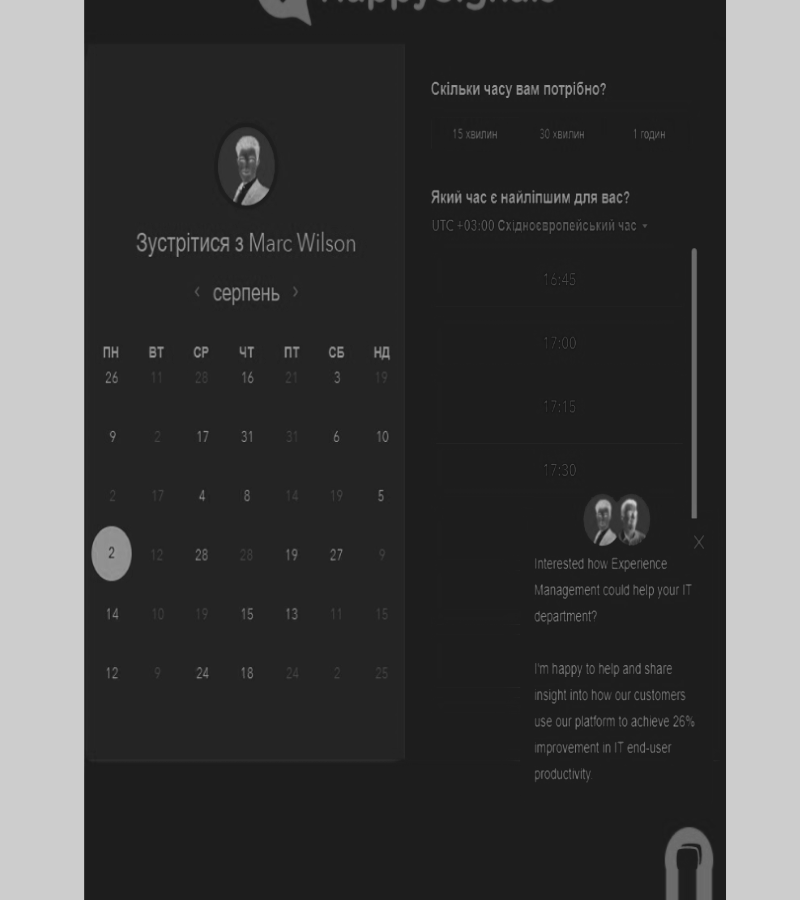 HappySignals
Зустрітися з Marc Wilson
‹ серпень ›
ПН ВТ СР ЧТ ПТ СБ НД
26 11 28 16 21 3 19
9 2 17 31 31 6 10
2 17 4 8 14 19 5
2 12 28 28 19 27 9
14 10 19 15 13 11 15
12 9 24 18 24 2 25
Скільки часу вам потрібно?
15 хвилин 30 хвилин 1 годин
Який час є найліпшим для вас?
UTC +03:00 Східноєвропейський час
16:45
17:00
17:15
17:30
X
Interested how Experience
Management could help your IT
department?
I'm happy to help and share
insight into how our customers
use our platform to achieve 26%
improvement in IT end-user
productivity.